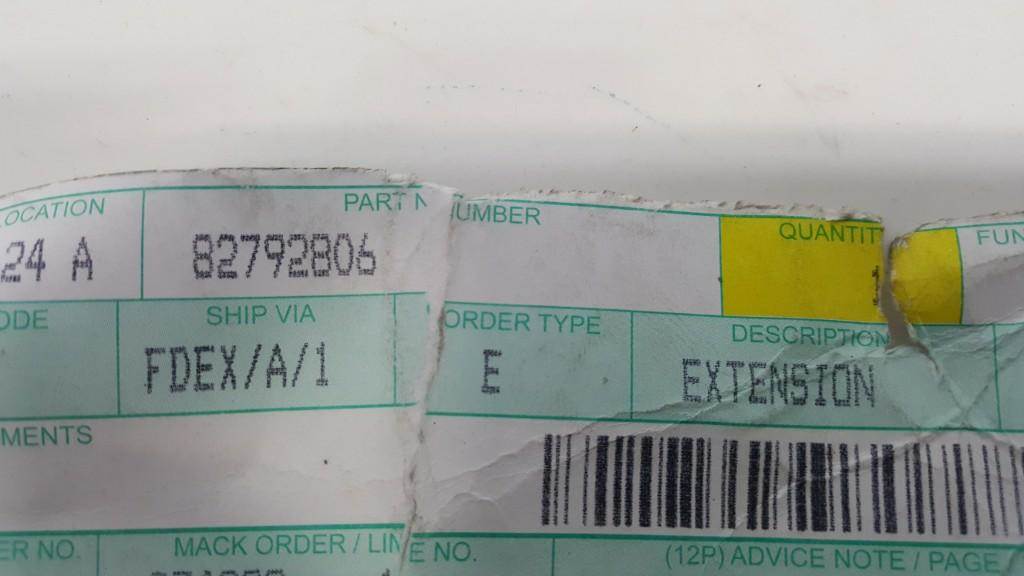 OCATION PART NUMBER QUANTIT FUN
24 A 82792806
ODE SHIP VIA ORDER TYPE DESCRIPTION
FDEX/A/1 E EXTENSION
MENTS
ER NO. MACK ORDER / LINE NO. (12P) ADVICE NOTE / PAGE